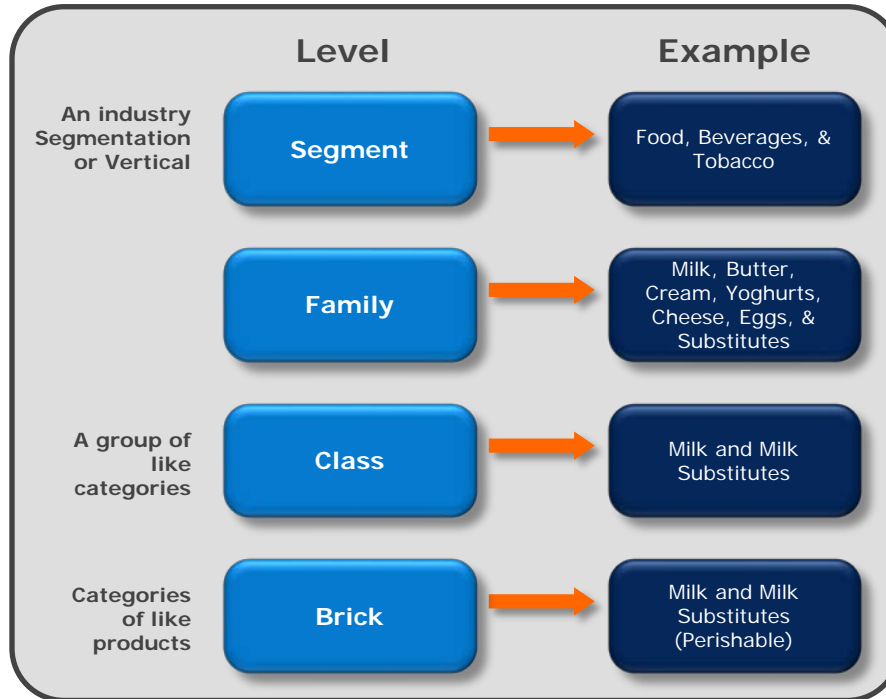 Level
Example
An industry
Segmentation
or Vertical
Segment
Food, Beverages, &
Tobacco
Family
Milk, Butter,
Cream, Yoghurts,
Cheese, Eggs, &
Substitutes
A group of
like
categories
Class
Milk and Milk
Substitutes
Categories
of like
products
Brick
Milk and Milk
Substitutes
(Perishable)